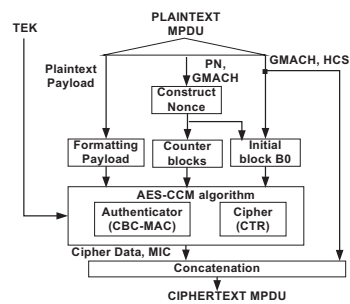 PLAINTEXT
MPDU
TEK
Plaintext
Payload
PN,
GMACH
GMACH, HCS
Construct
Nonce
Formatting
Payload
Counter
blocks
Initial
block B0
AES-CCM algorithm
Authenticator
(CBC-MAC)
Cipher
(CTR)
Cipher Data, MIC
Concatenation
CIPHERTEXT MPDU